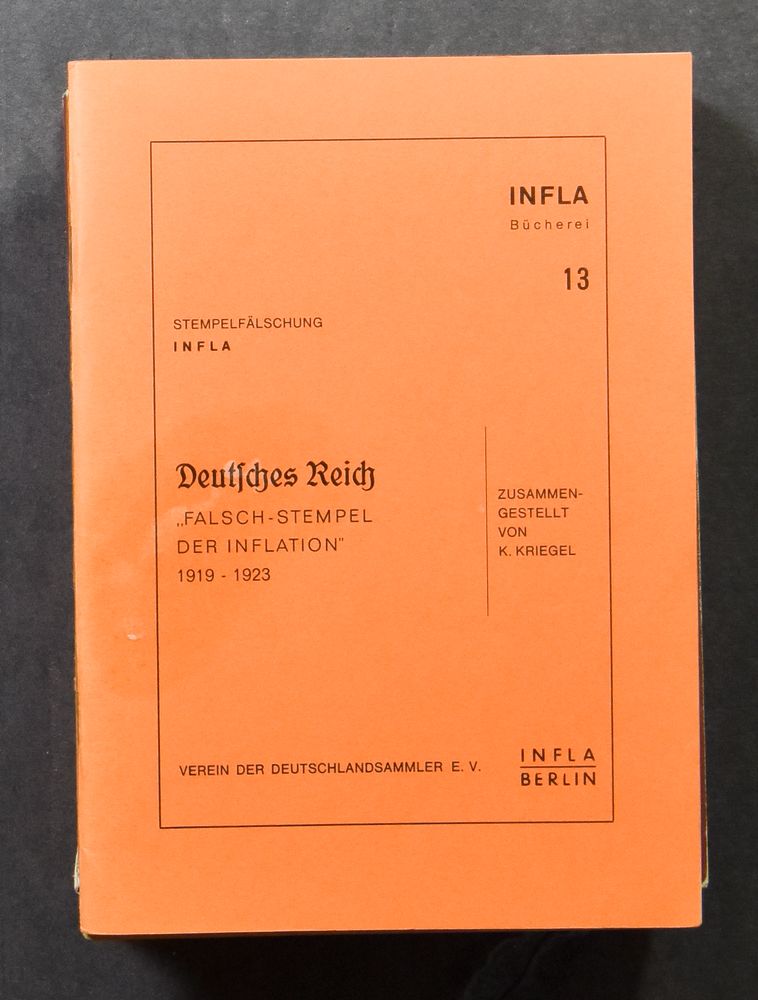 INFLA
Bücherei
13
STEMPELFÄLSCHUNG
INFLA
Deutsches Reich
„FALSCH-STEMPEL
DER INFLATION"
1919 - 1923
ZUSAMMEN-
GESTELLT
VON
K. KRIEGEL
VEREIN DER DEUTSCHLANDSAMMLER E. V.
INFLA
BERLIN